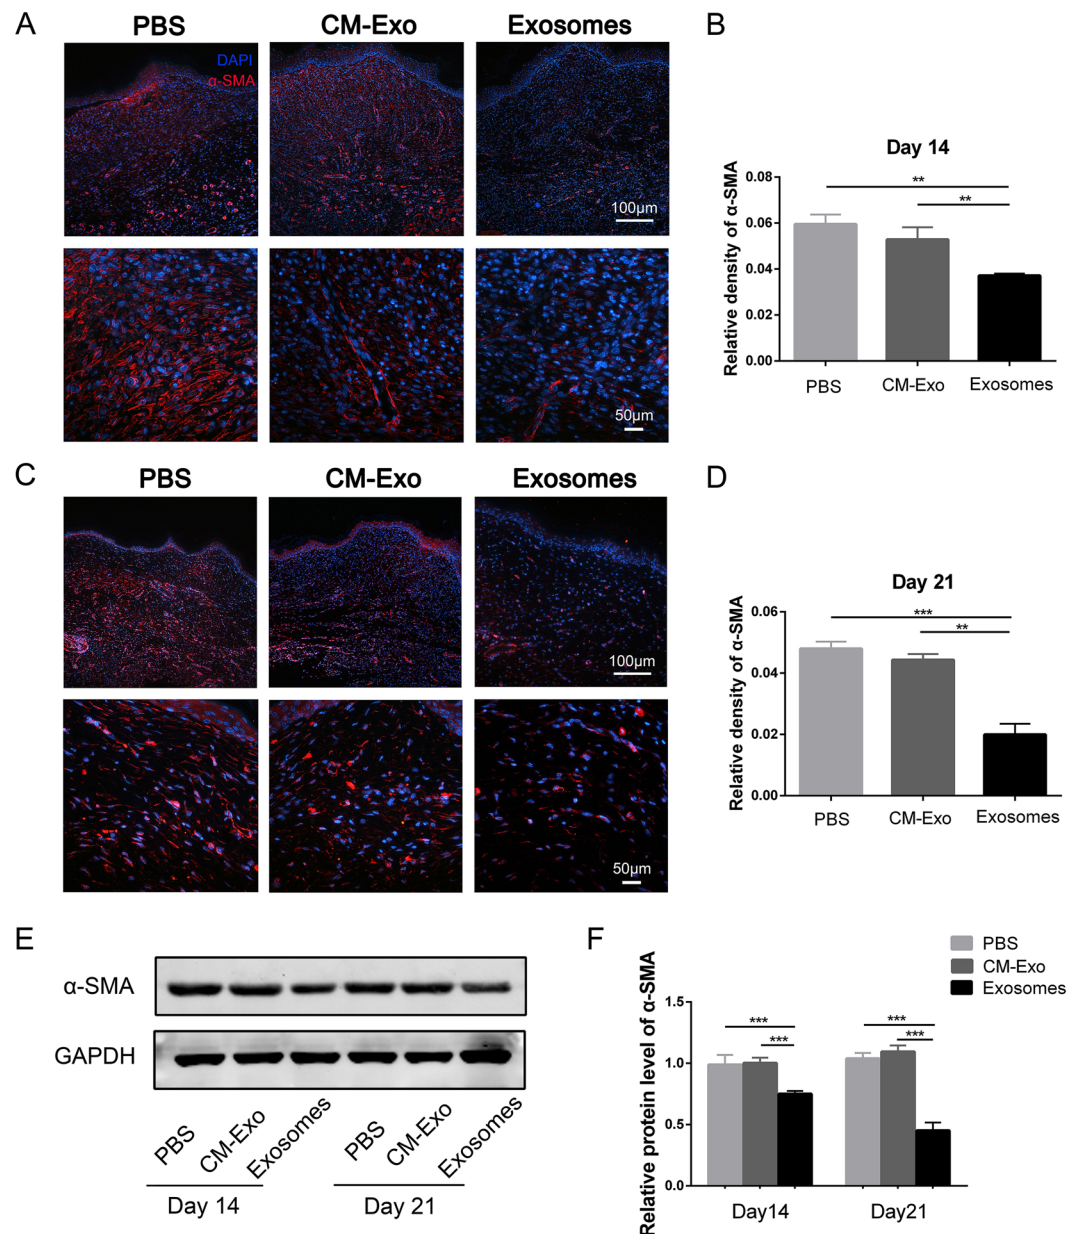 A
PBS
CM-Exo
Exosomes
DAPI
α-SMA
100μm
50μm
B
Day 14
Relative density of α-SMA
0.08
0.06
0.04
0.02
0.00
**
**
PBS
CM-Exo
Exosomes
C
PBS
CM-Exo
Exosomes
100μm
50μm
D
Day 21
Relative density of α-SMA
0.06
0.04
0.02
0.00
***
**
PBS
CM-Exo
Exosomes
E
α-SMA
GAPDH
PBS
CM-Exo
Exosomes
PBS
CM-Exo
Exosomes
Day 14
Day 21
F
PBS
CM-Exo
Exosomes
Relative protein level of α-SMA
1.5
1.0
0.5
0.0
***
***
***
***
Day14
Day21